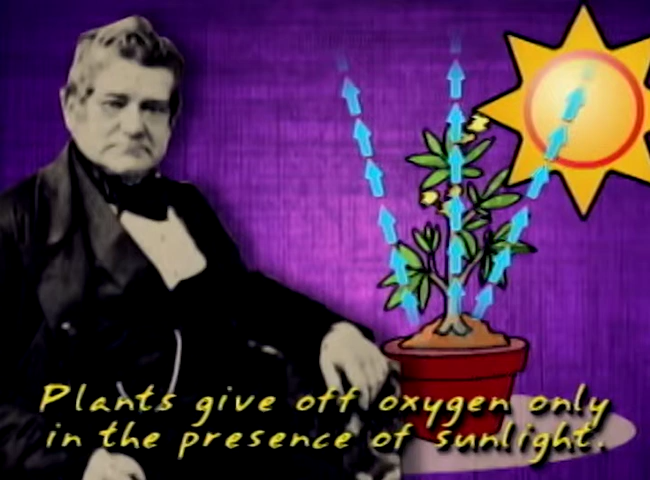 Plants give off oxygen only
in the presence of sunlight.